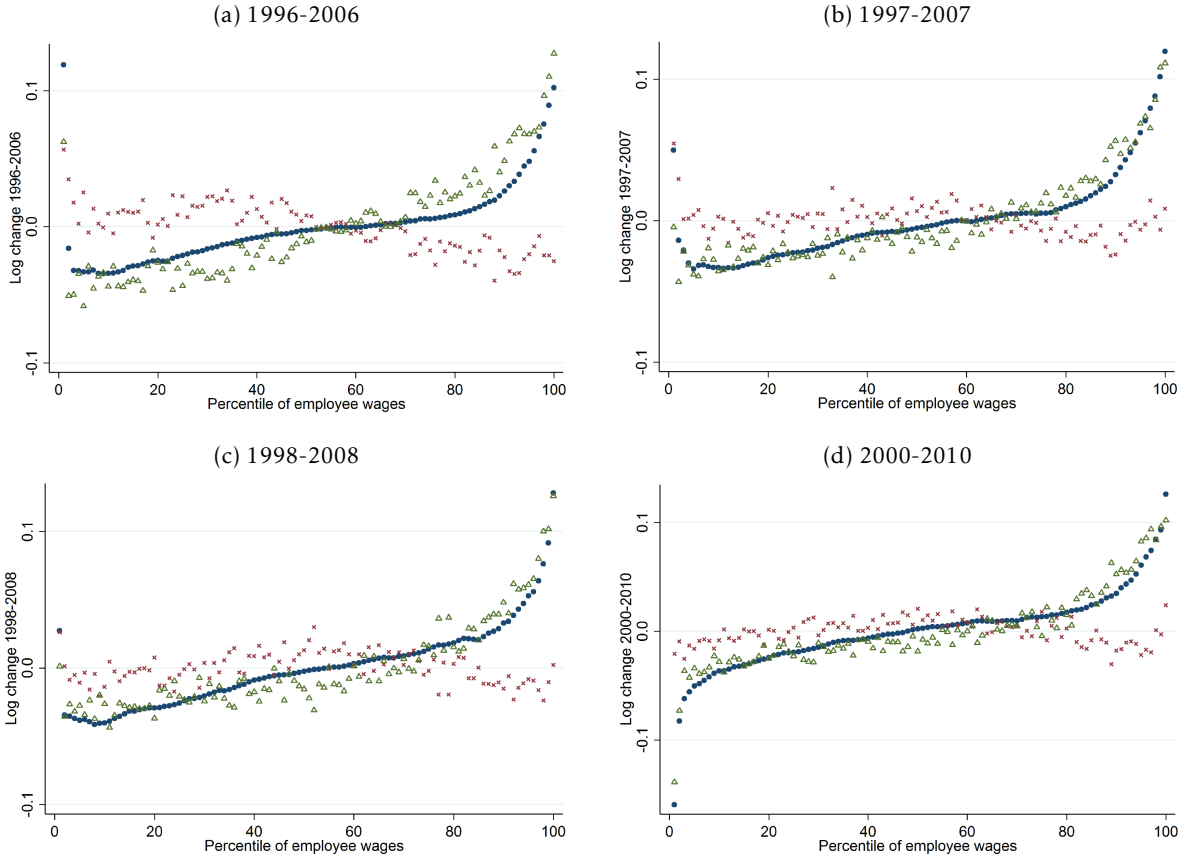 (a) 1996-2006
Log change 1996-2006
0.1
0.0
-0.1
0 20 40 60 80 100
Percentile of employee wages
(b) 1997-2007
Log change 1997-2007
0.1
0.0
-0.1
0 20 40 60 80 100
Percentile of employee wages
(c) 1998-2008
Log change 1998-2008
0.1
0.0
-0.1
0 20 40 60 80 100
Percentile of employee wages
(d) 2000-2010
Log change 2000-2010
0.1
0.0
-0.1
0 20 40 60 80 100
Percentile of employee wages